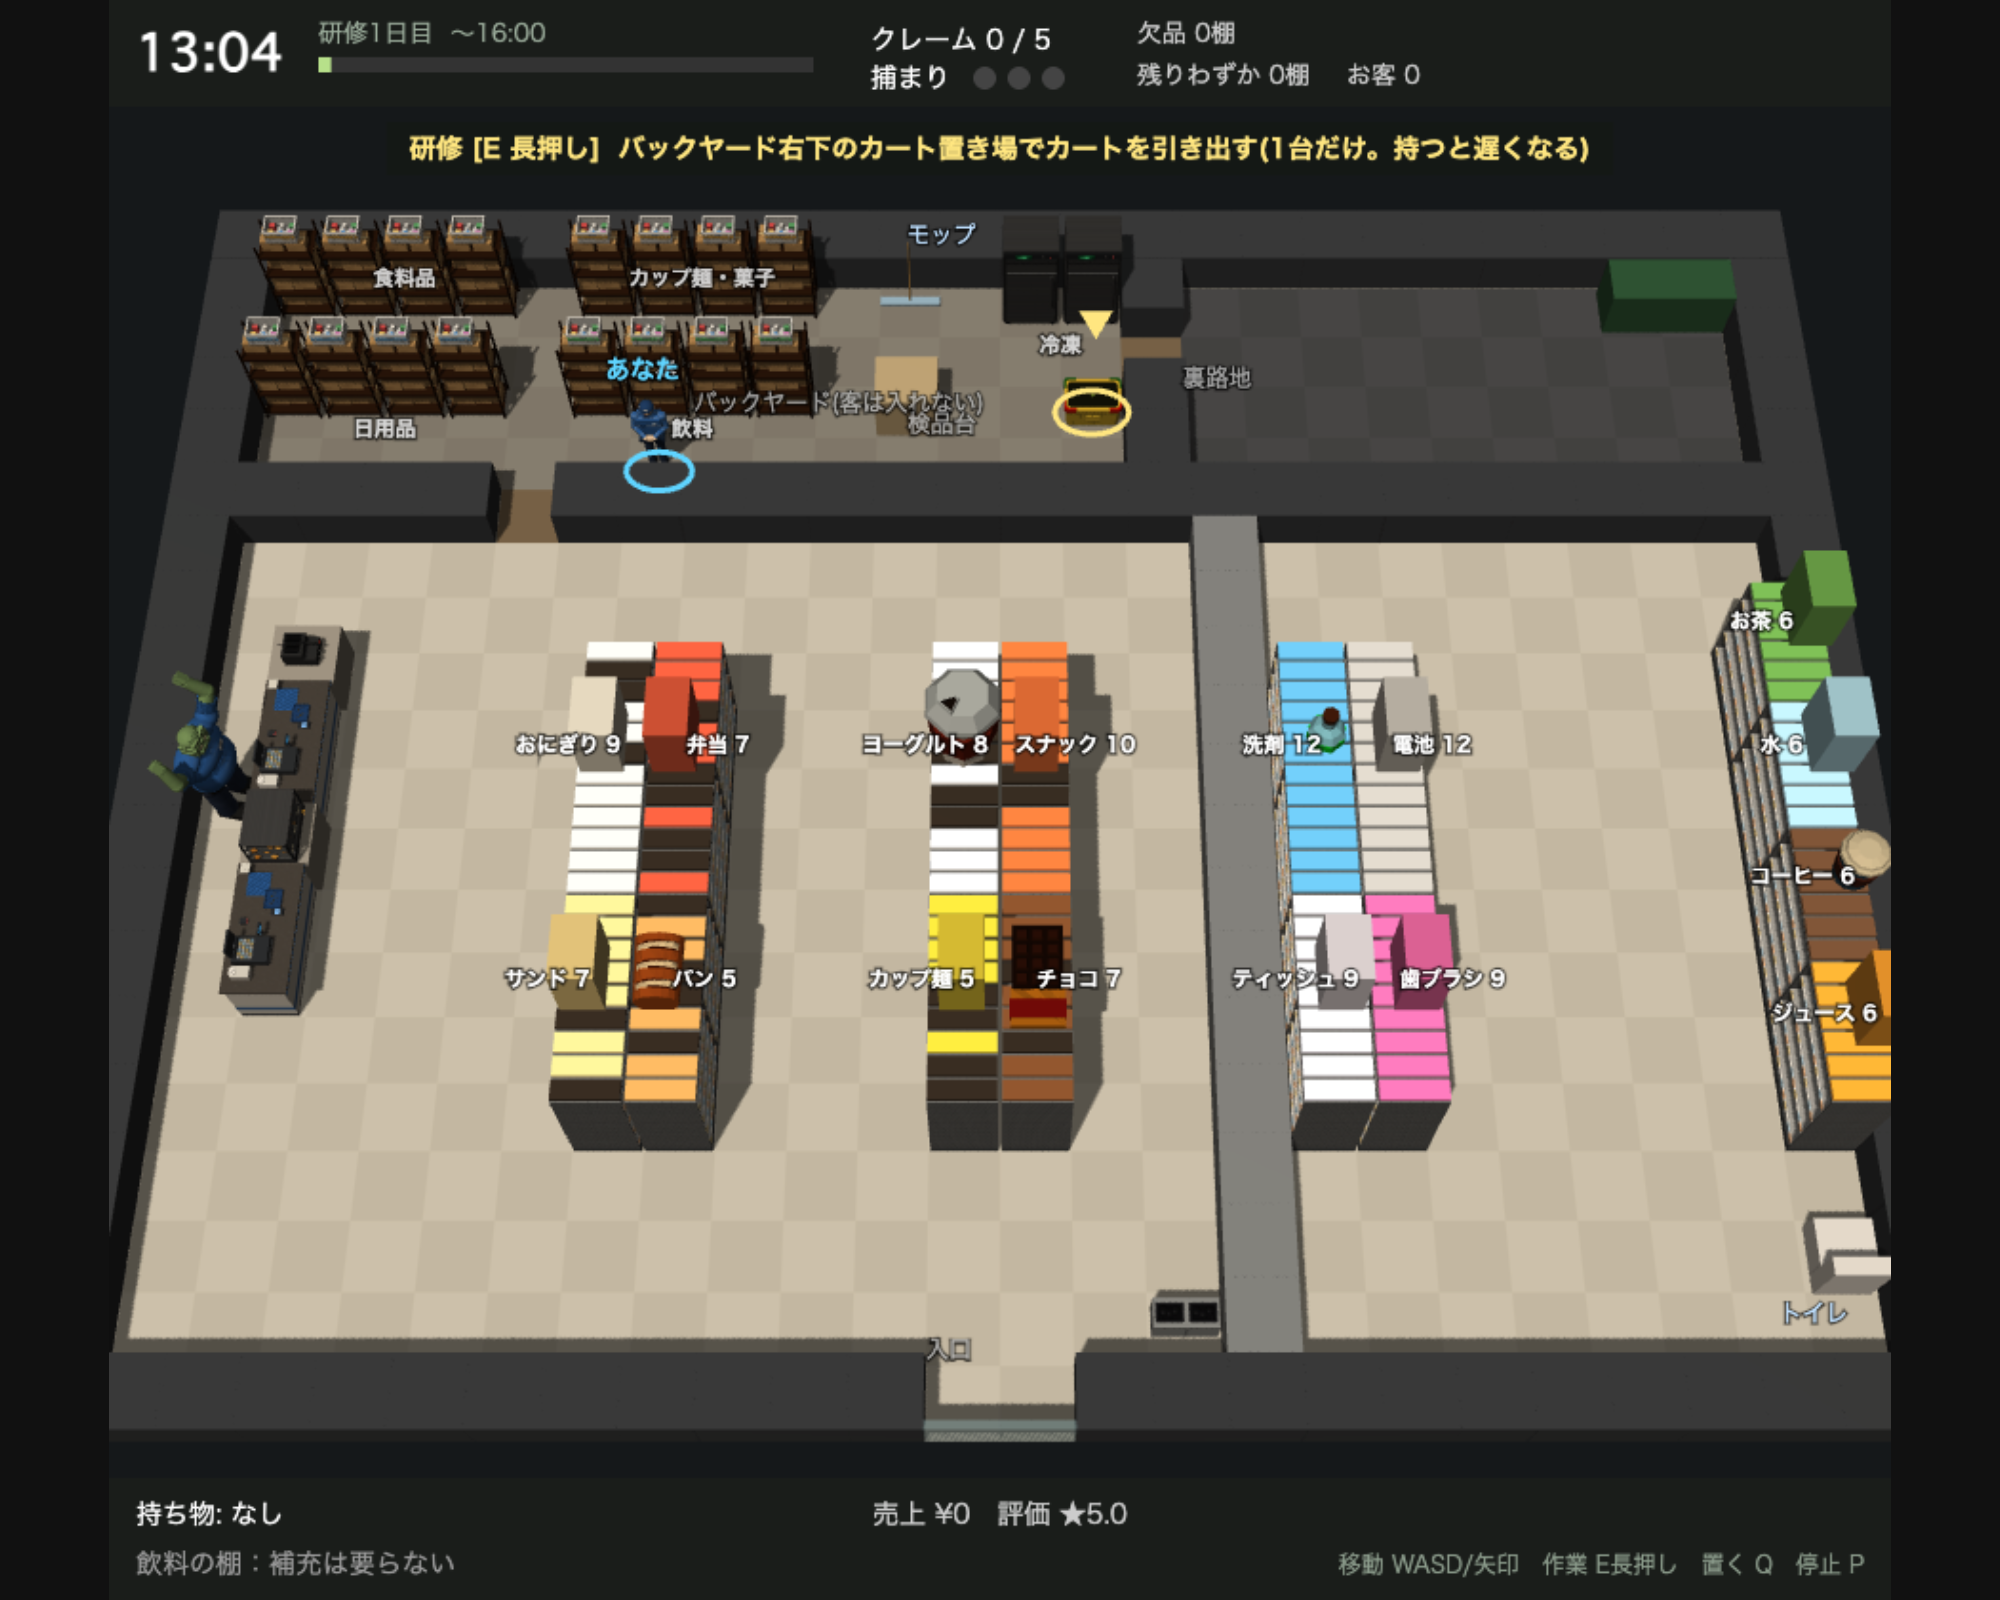 13:04
研修1日目 ～16:00
クレーム 0 / 5
捕まり
欠品 0棚
残りわずか 0棚 お客 0
研修 [E 長押し] バックヤード右下のカート置き場でカートを引き出す(1台だけ。持つと遅くなる)
モップ
食料品
カップ麺・菓子
冷凍
あなた
裏路地
バックヤード(客は入れない)
日用品
飲料
検品台
お茶 6
おにぎり 9
弁当 7
ヨーグルト 8
スナック 10
洗剤 12
電池 12
水 6
コーヒー 6
サンド 7
パン 5
カップ麺 5
チョコ 7
ティッシュ 9
歯ブラシ 9
ジュース 6
トイレ
入口
持ち物: なし
売上 ¥0 評価 ★5.0
飲料の棚：補充は要らない
移動 WASD/矢印 作業 E長押し 置く Q 停止 P